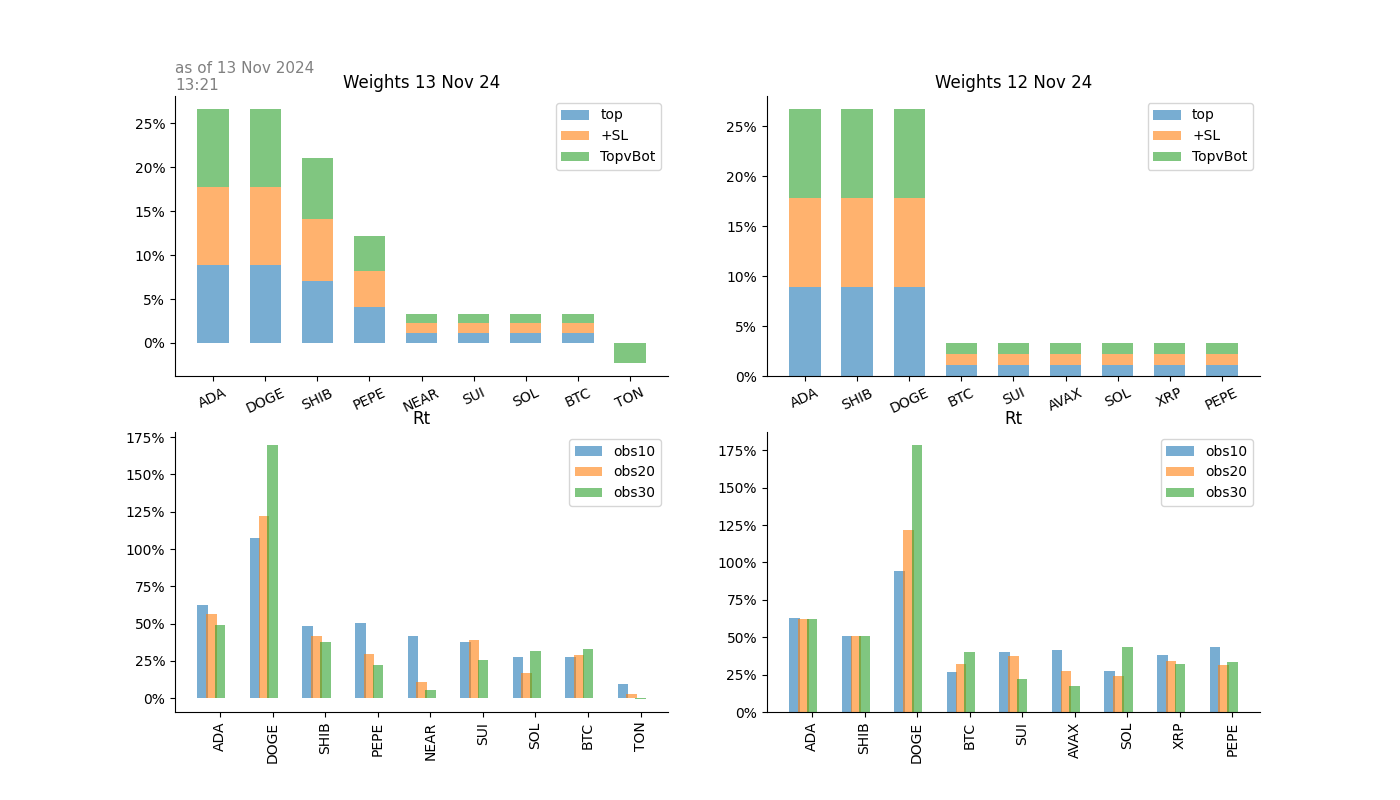 as of 13 Nov 2024
13:21
Weights 13 Nov 24
25%
20%
15%
10%
5%
0%
top
+SL
TopvBot
ADA
DOGE
SHIB
PEPE
NEAR
SUI
SOL
BTC
TON
Weights 12 Nov 24
25%
20%
15%
10%
5%
0%
top
+SL
TopvBot
ADA
SHIB
DOGE
BTC
SUI
AVAX
SOL
XRP
PEPE
Rt
175%
150%
125%
100%
75%
50%
25%
0%
obs10
obs20
obs30
ADA
DOGE
SHIB
PEPE
NEAR
SUI
SOL
BTC
TON
Rt
175%
150%
125%
100%
75%
50%
25%
0%
obs10
obs20
obs30
ADA
SHIB
DOGE
BTC
SUI
AVAX
SOL
XRP
PEPE